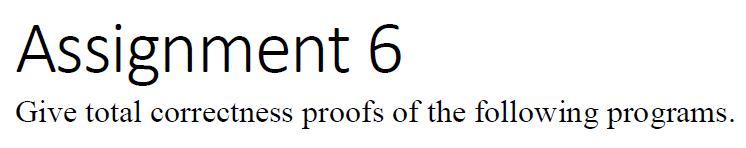 Assignment 6
Give total correctness proofs of the following programs.